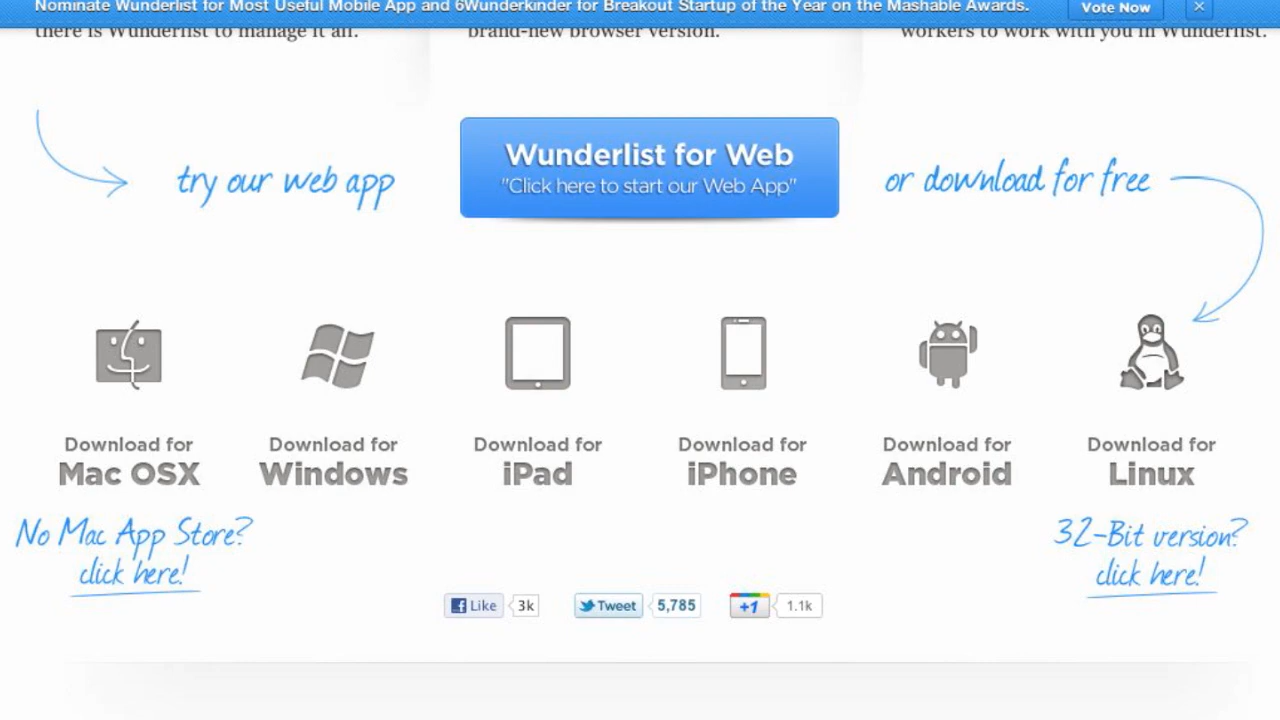 Nominate Wunderlist for Most Useful Mobile App and 6Wunderkinder for Breakout Startup of the Year on the Mashable Awards.
Vote Now
×
there is Wunderlist to manage it all.
brand-new browser version.
workers to work with you in Wunderlist.
try our web app
Wunderlist for Web
"Click here to start our Web App"
or download for free
Download for
Mac OSX
Download for
Windows
Download for
iPad
Download for
iPhone
Download for
Android
Download for
Linux
No Mac App Store?
click here!
32-Bit version?
click here!
Like
3k
Tweet
5,785
+1
1.1k